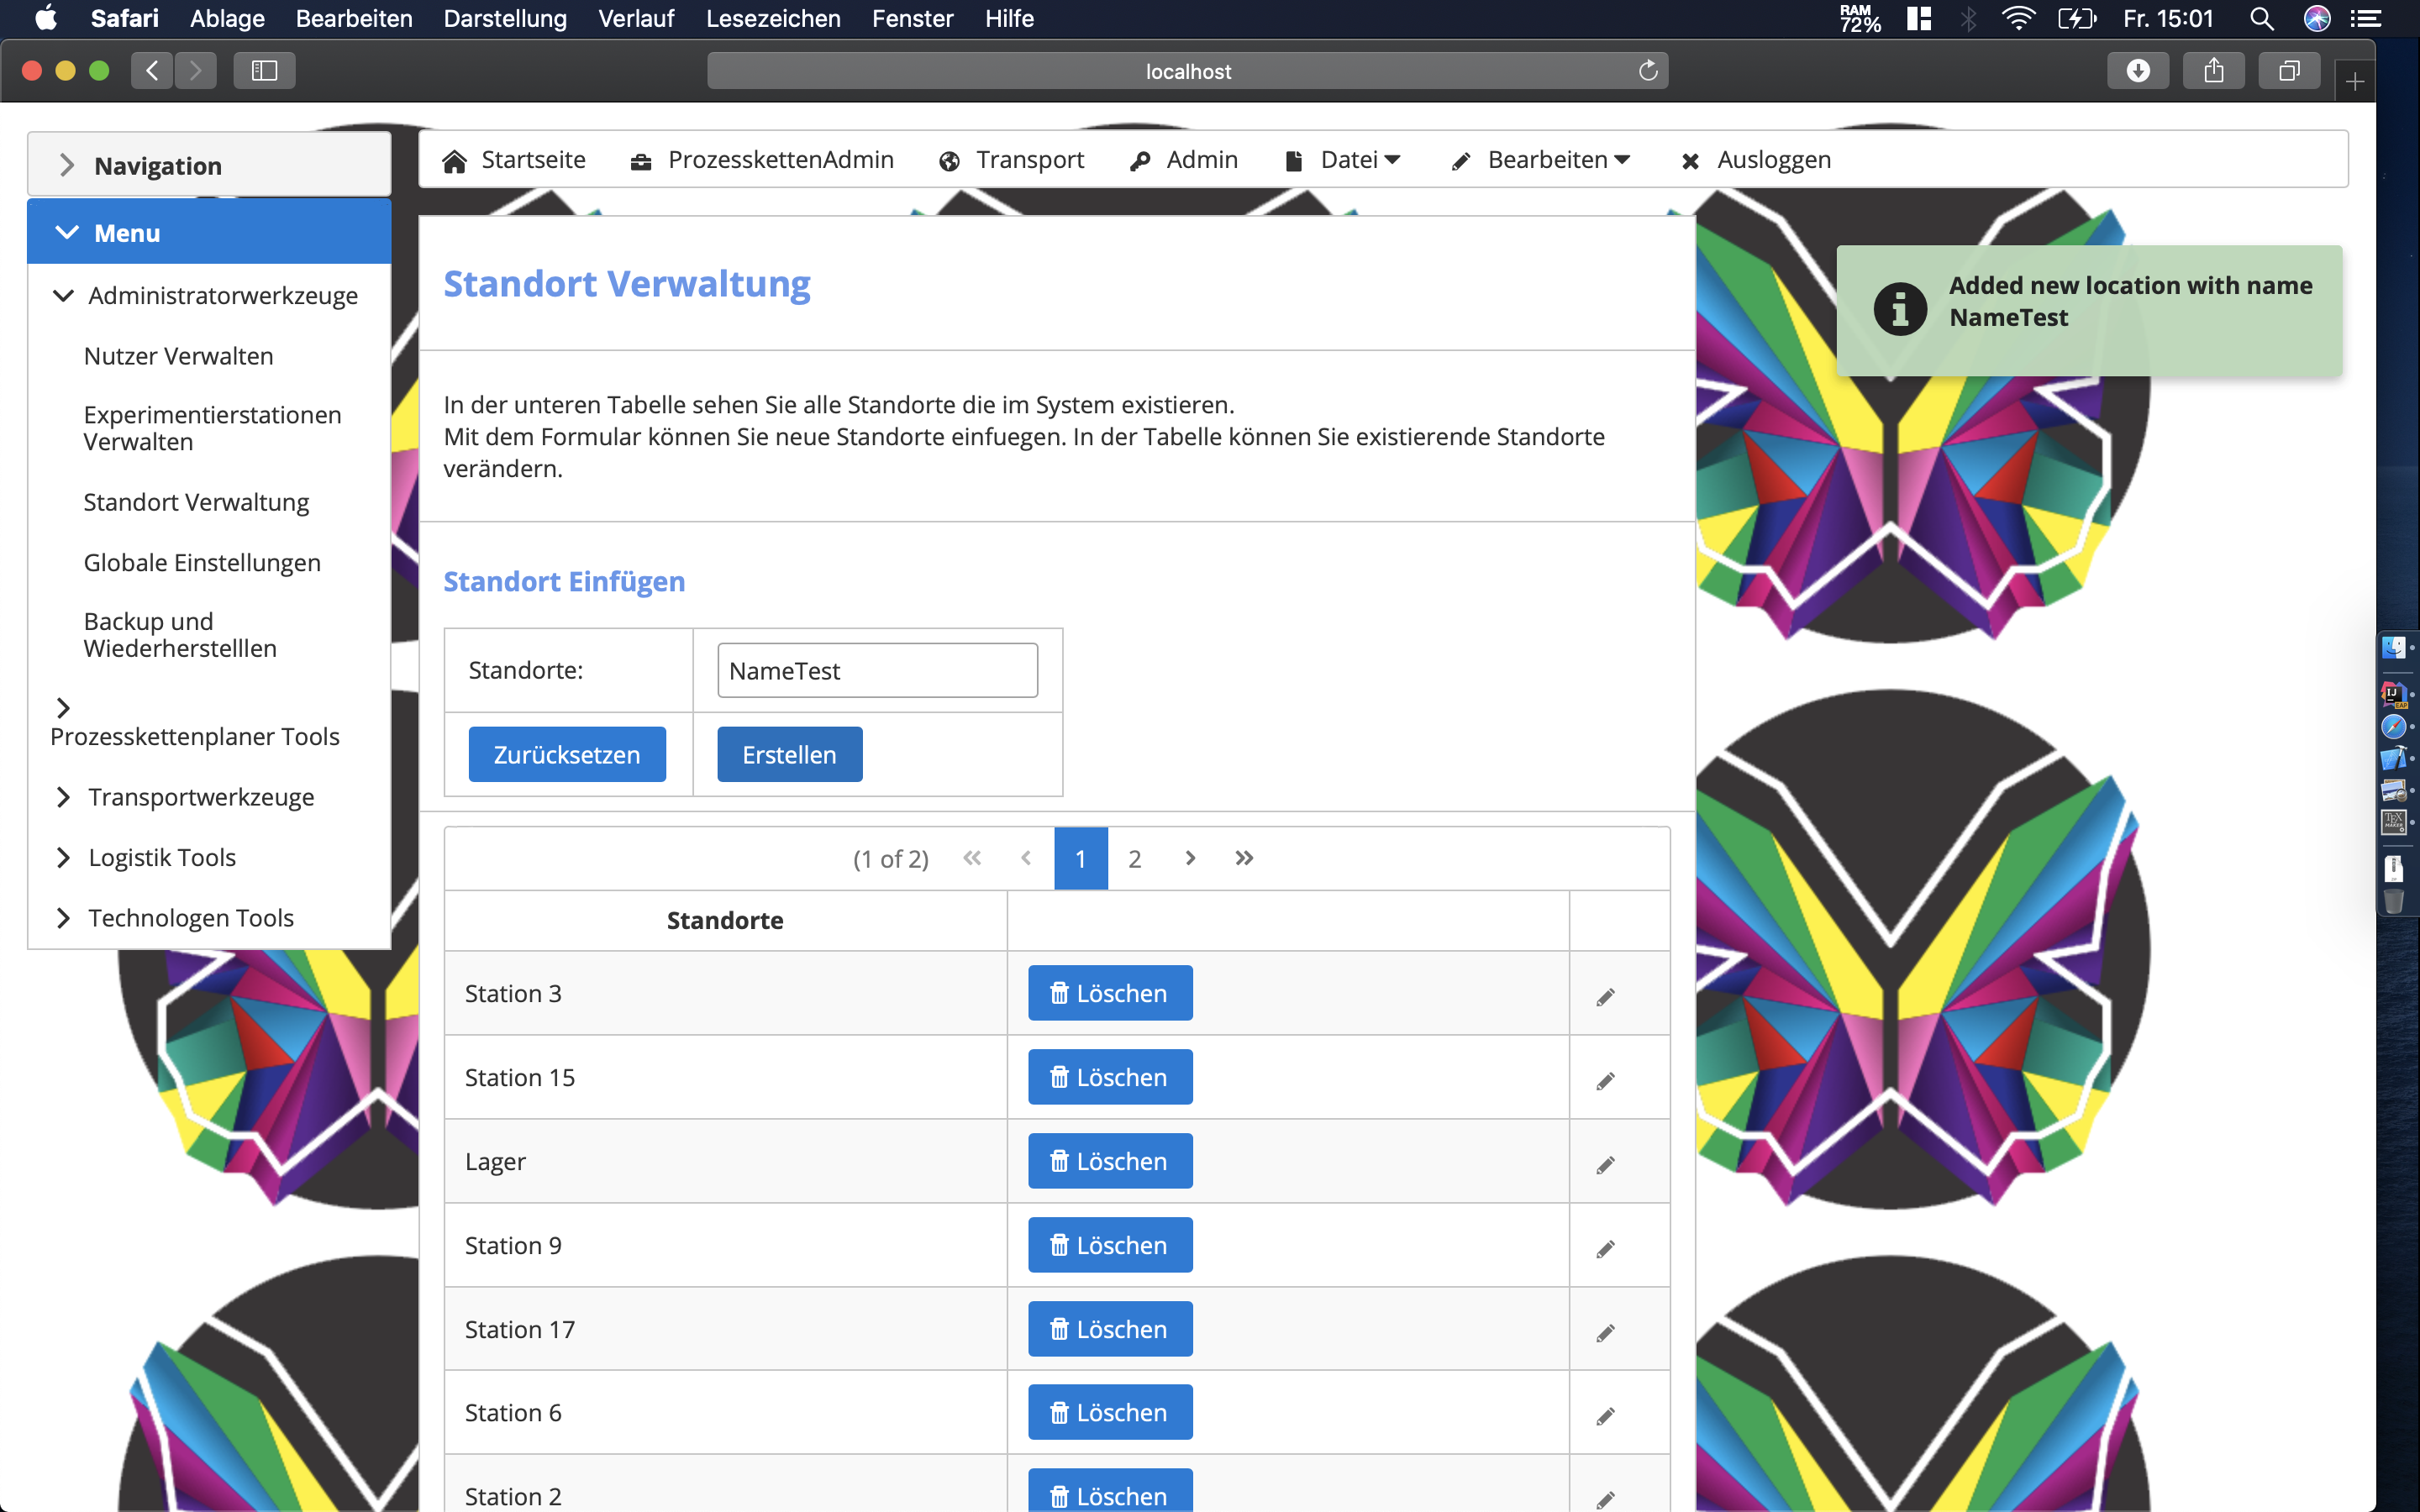 Safari Ablage Bearbeiten Darstellung Verlauf Lesezeichen Fenster Hilfe RAM 72% Fr. 15:01
localhost
Navigation
Menu
Administratorwerkzeuge
Nutzer Verwalten
Experimentierstationen
Verwalten
Standort Verwaltung
Globale Einstellungen
Backup und
Wiederherstelllen
Prozesskettenplaner Tools
Transportwerkzeuge
Logistik Tools
Technologen Tools
Startseite ProzesskettenAdmin Transport Admin Datei Bearbeiten Ausloggen
Standort Verwaltung
In der unteren Tabelle sehen Sie alle Standorte die im System existieren.
Mit dem Formular können Sie neue Standorte einfuegen. In der Tabelle können Sie existierende Standorte
verändern.
Standort Einfügen
Standorte: NameTest
Zurücksetzen Erstellen
(1 of 2) 1 2
Standorte
Station 3 Löschen
Station 15 Löschen
Lager Löschen
Station 9 Löschen
Station 17 Löschen
Station 6 Löschen
Station 2 Löschen
Added new location with name
NameTest